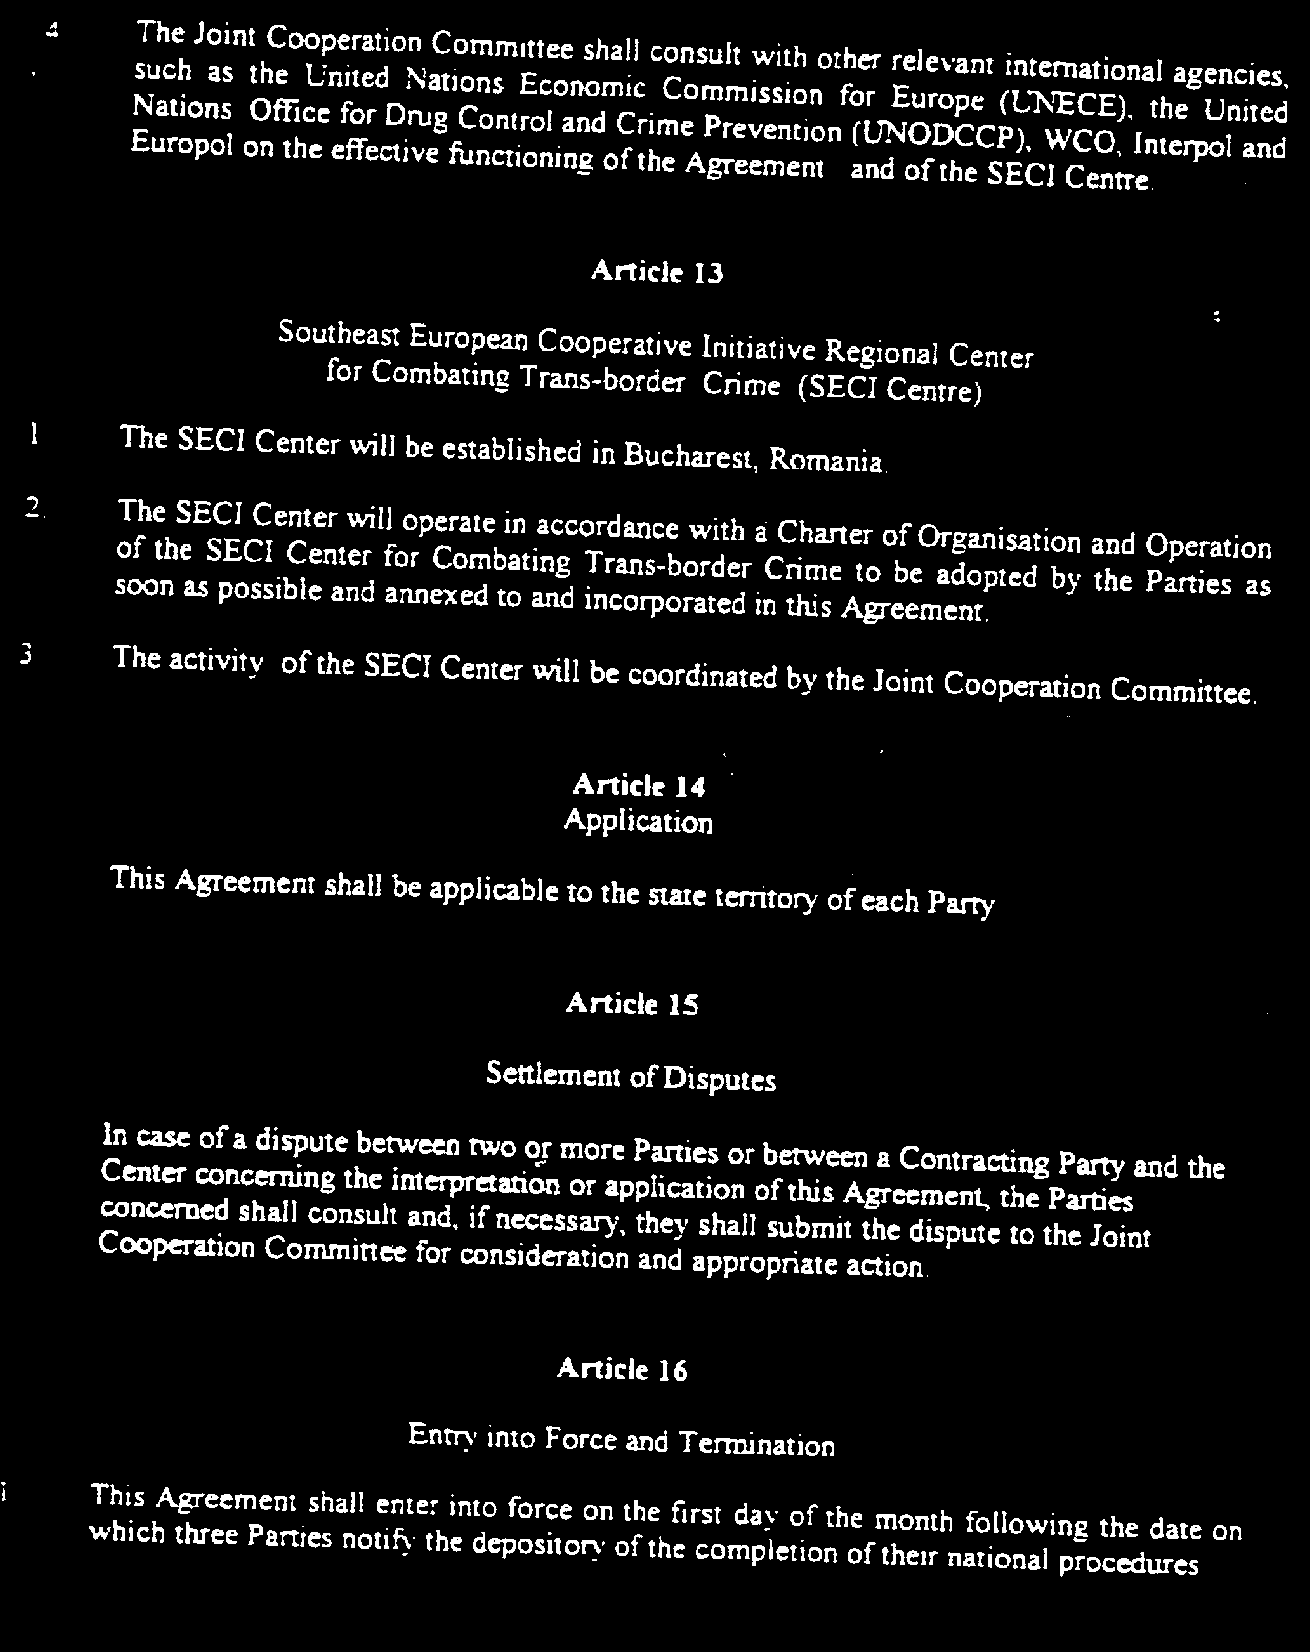 4 The Joint Cooperation Committee shall consult with other relevant international agencies,
such as the United Nations Economic Commission for Europe (UNECE), the United
Nations Office for Drug Control and Crime Prevention (UNODCCP), WCO, Interpol and
Europol on the effective functioning of the Agreement and of the SECI Centre.
Article 13
Southeast European Cooperative Initiative Regional Center
for Combating Trans-border Crime (SECI Centre)
1 The SECI Center will be established in Bucharest, Romania.
2. The SECI Center will operate in accordance with a Charter of Organisation and Operation
of the SECI Center for Combating Trans-border Crime to be adopted by the Parties as
soon as possible and annexed to and incorporated in this Agreement.
3 The activity of the SECI Center will be coordinated by the Joint Cooperation Committee.
Article 14
Application
This Agreement shall be applicable to the state territory of each Party
Article 15
Settlement of Disputes
In case of a dispute between two or more Parties or between a Contracting Party and the
Center concerning the interpretation or application of this Agreement, the Parties
concerned shall consult and, if necessary, they shall submit the dispute to the Joint
Cooperation Committee for consideration and appropriate action.
Article 16
Entry into Force and Termination
1 This Agreement shall enter into force on the first day of the month following the date on
which three Parties notify the depository of the completion of their national procedures